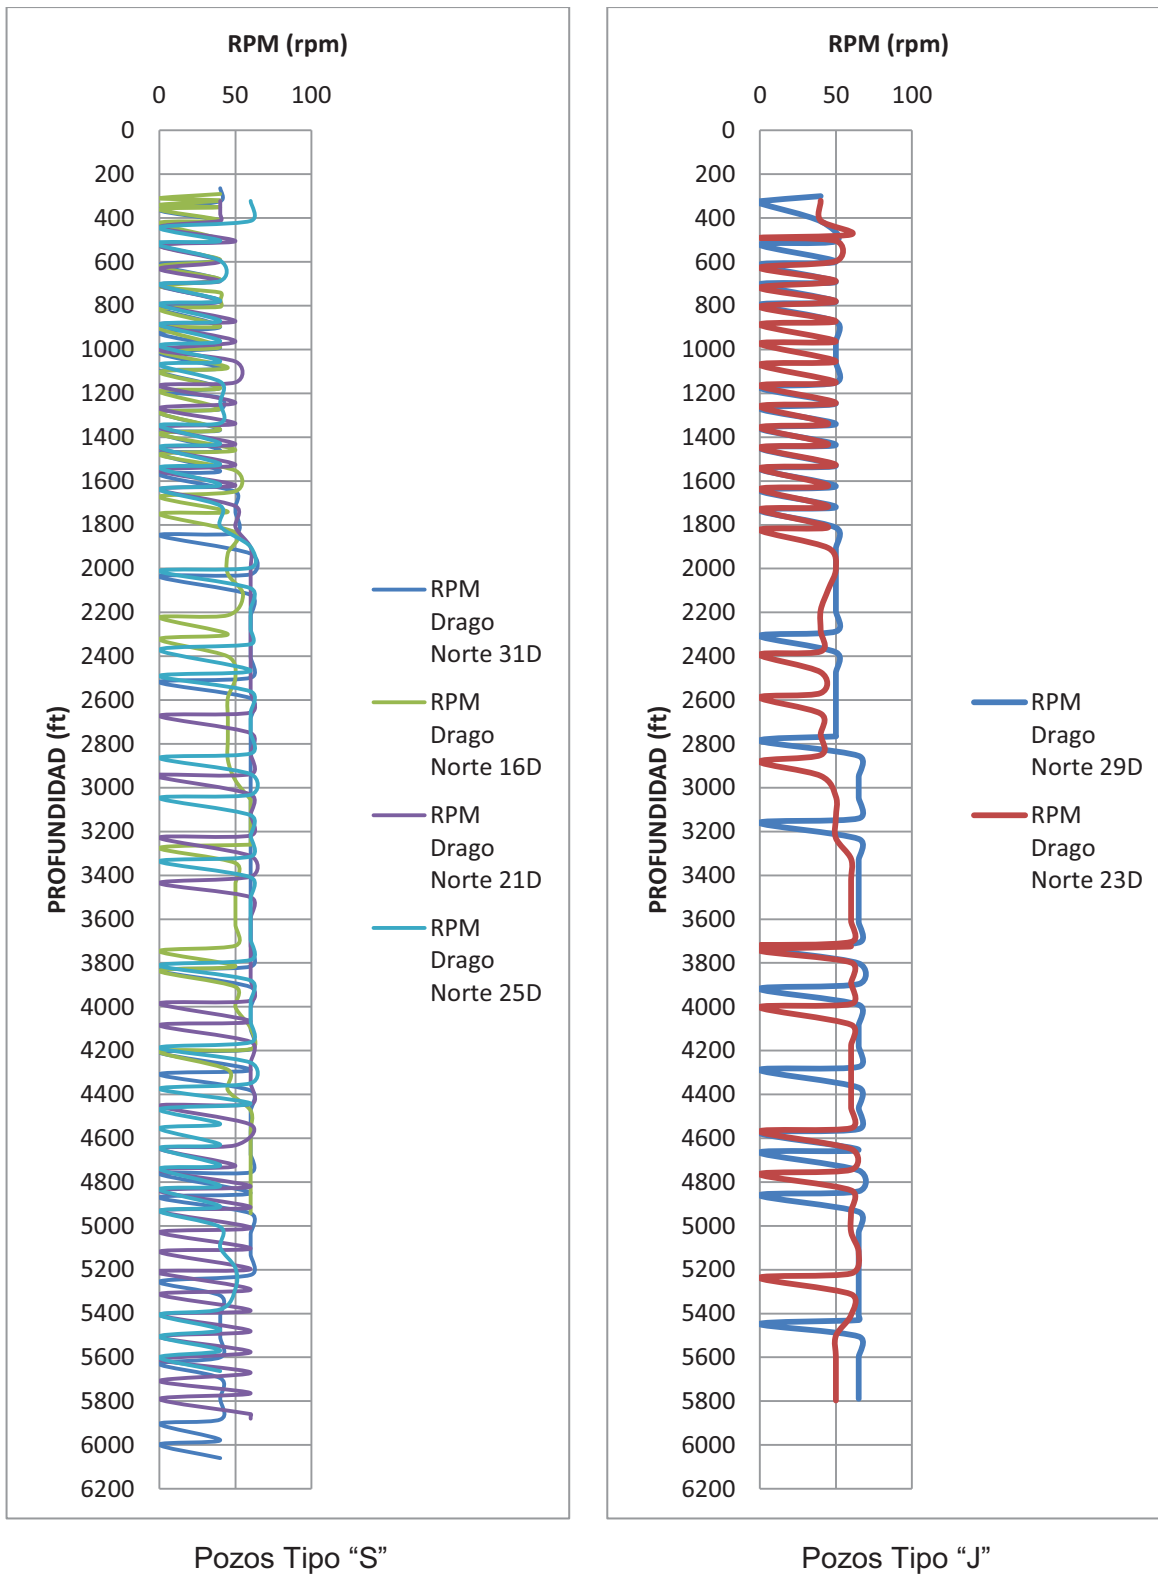 RPM (rpm)
0 50 100
0
200
400
600
800
1000
1200
1400
1600
1800
2000
2200
2400
2600
2800
3000
3200
3400
3600
3800
4000
4200
4400
4600
4800
5000
5200
5400
5600
5800
6000
6200
PROFUNDIDAD (ft)
RPM
Drago
Norte 31D
RPM
Drago
Norte 16D
RPM
Drago
Norte 21D
RPM
Drago
Norte 25D
Pozos Tipo “S”
RPM (rpm)
0 50 100
0
200
400
600
800
1000
1200
1400
1600
1800
2000
2200
2400
2600
2800
3000
3200
3400
3600
3800
4000
4200
4400
4600
4800
5000
5200
5400
5600
5800
6000
6200
PROFUNDIDAD (ft)
RPM
Drago
Norte 29D
RPM
Drago
Norte 23D
Pozos Tipo “J”